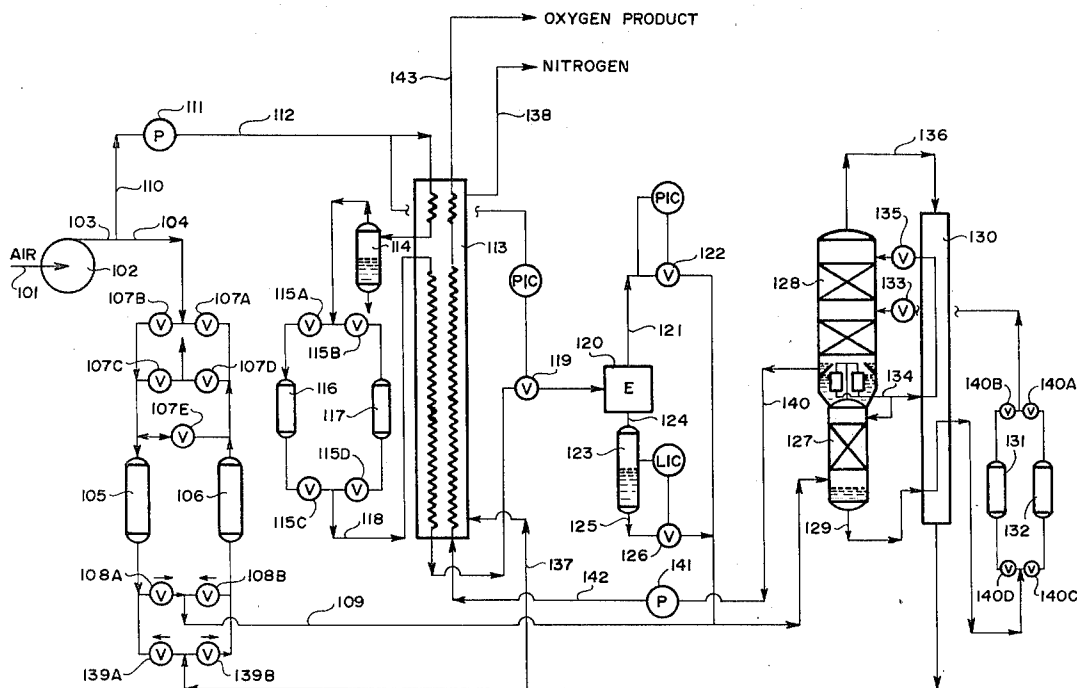 OXYGEN PRODUCT
NITROGEN
143
138
111
P
112
110
103
104
AIR
101
102
107B
107A
V
V
107C
107D
V
V
107E
V
105
106
108A
108B
V
V
109
139A
139B
V
V
114
113
115A
115B
V
V
116
117
115D
115C
V
V
118
PIC
119
V
120
E
121
PIC
122
V
124
123
LIC
125
126
V
137
142
141
P
140
136
135
V
130
128
133
V
134
127
129
140B
140A
V
V
131
132
140D
140C
V
V